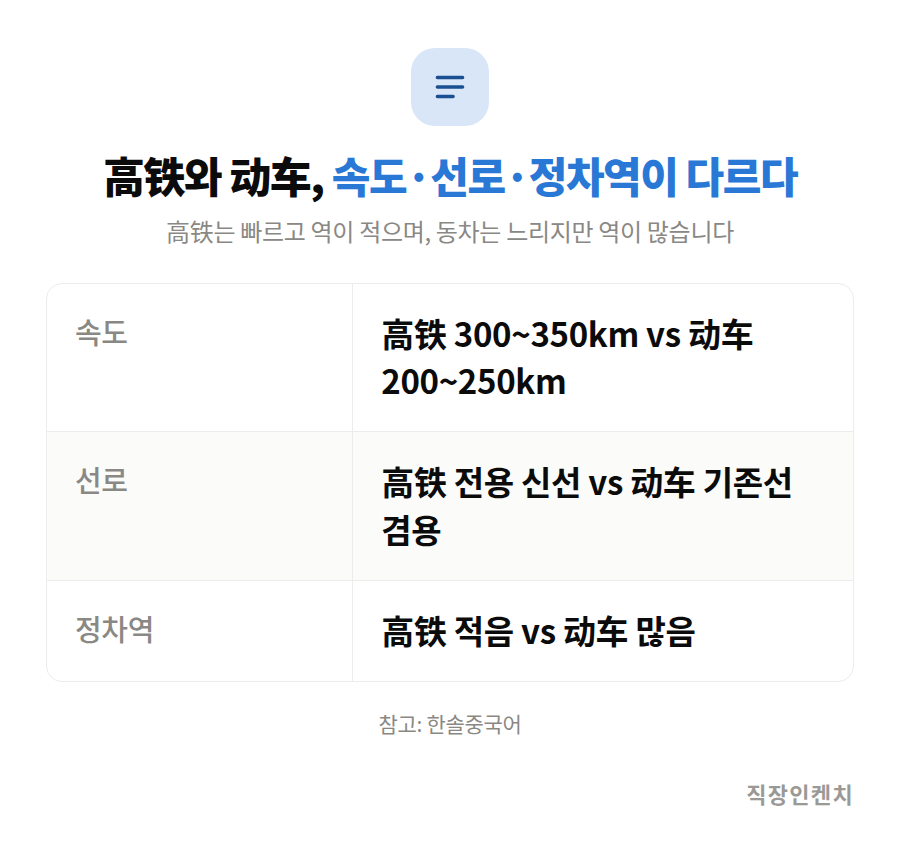 高铁와 动车, 속도·선로·정차역이 다르다
高铁는 빠르고 역이 적으며, 동차는 느리지만 역이 많습니다
속도
高铁 300~350km vs 动车
200~250km
선로
高铁 전용 신선 vs 动车 기존선
겸용
정차역
高铁 적음 vs 动车 많음
참고: 한솔중국어
직장인켄치